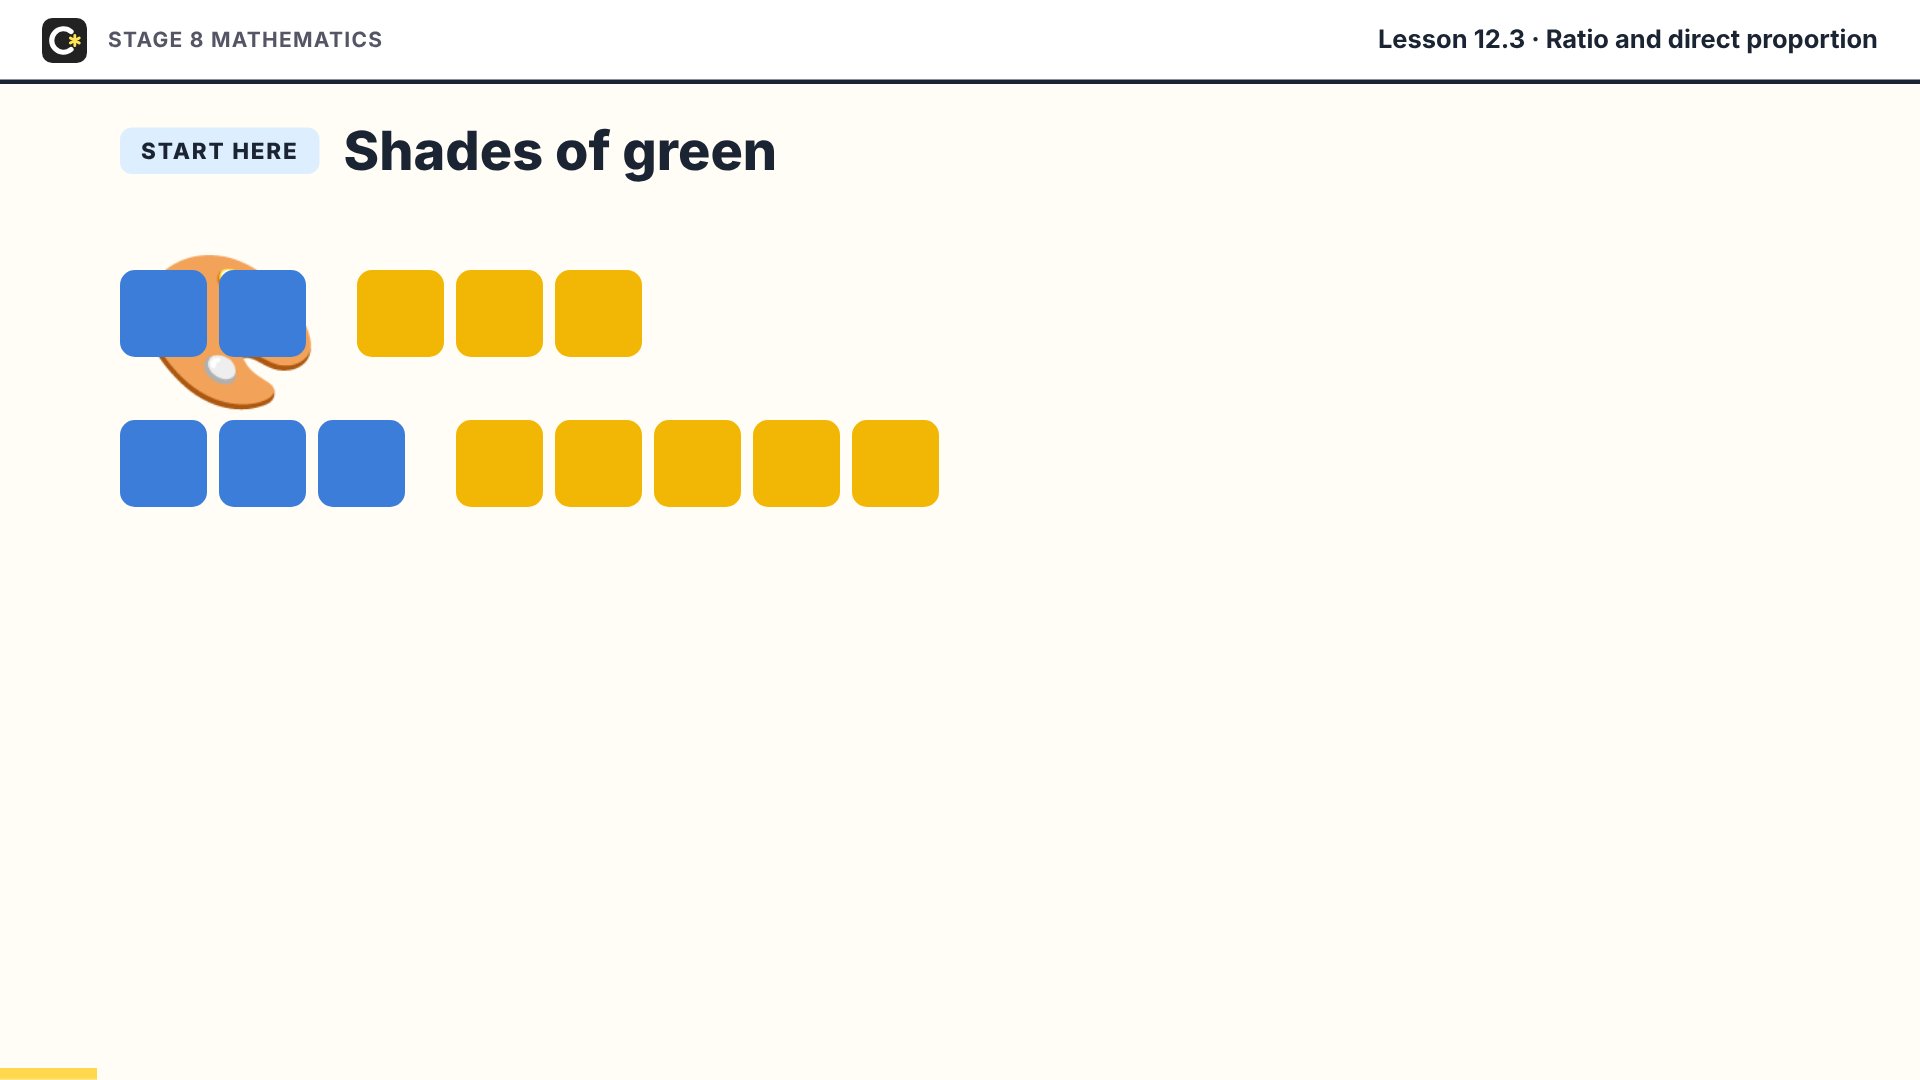 STAGE 8 MATHEMATICS
Lesson 12.3 · Ratio and direct proportion
START HERE
Shades of green